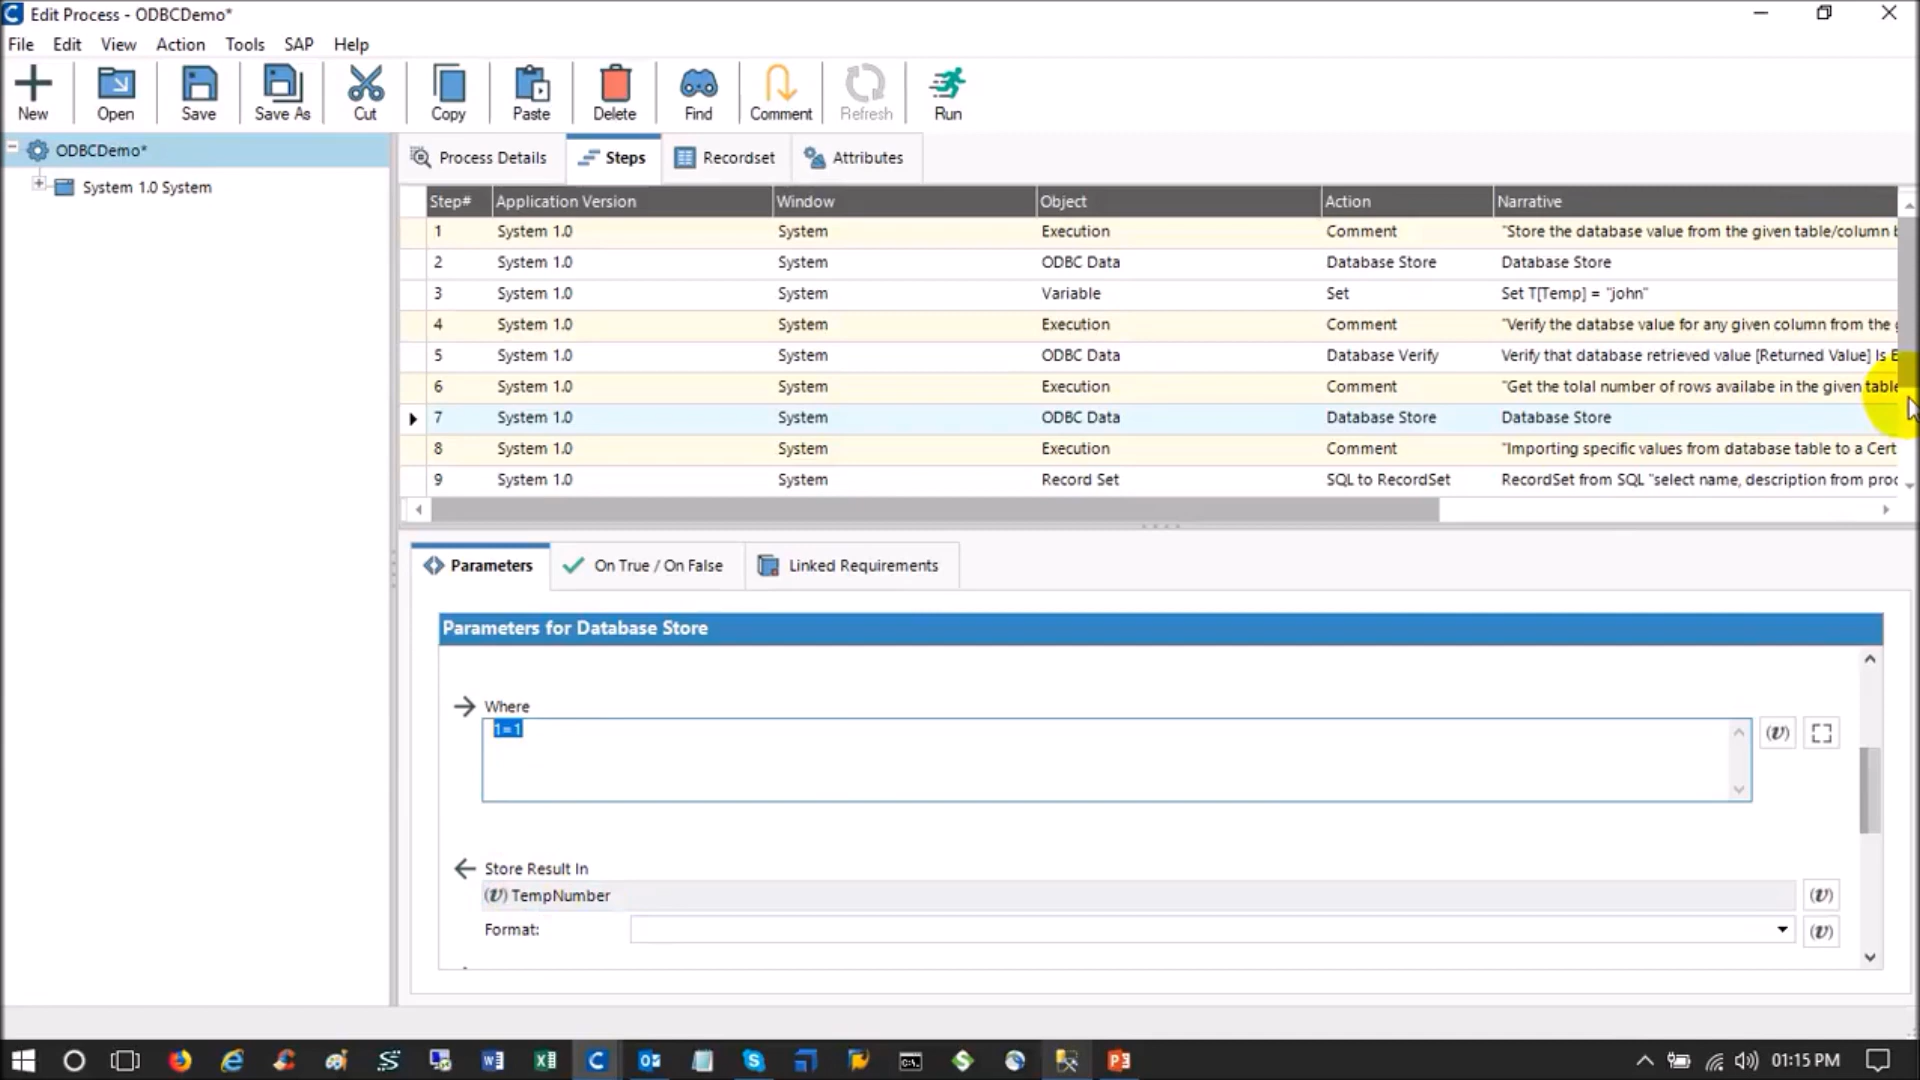 Edit Process - ODBCDemo*
File Edit View Action Tools SAP Help
New Open Save Save As Cut Copy Paste Delete Find Comment Refresh Run
ODBCDemo*
System 1.0 System
Process Details Steps Recordset Attributes
Step# Application Version Window Object Action Narrative
1 System 1.0 System Execution Comment "Store the database value from the given table/column
2 System 1.0 System ODBC Data Database Store Database Store
3 System 1.0 System Variable Set Set T[Temp] = "john"
4 System 1.0 System Execution Comment "Verify the databse value for any given column from the
5 System 1.0 System ODBC Data Database Verify Verify that database retrieved value [Returned Value] Is
6 System 1.0 System Execution Comment "Get the tolal number of rows availabe in the given table
7 System 1.0 System ODBC Data Database Store Database Store
8 System 1.0 System Execution Comment "Importing specific values from database table to a Cert
9 System 1.0 System Record Set SQL to RecordSet RecordSet from SQL "select name, description from
Parameters On True / On False Linked Requirements
Parameters for Database Store
Where
1=1
(v)
Store Result In
(v) TempNumber (v)
Format: (v)
01:15 PM